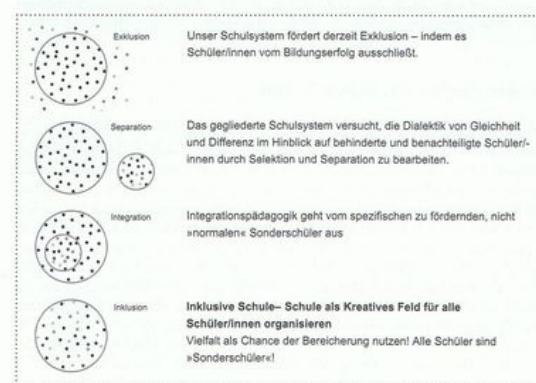 Exklusion
Unser Schulsystem fördert derzeit Exklusion – indem es
Schüler/innen vom Bildungserfolg ausschließt.
Separation
Das gegliederte Schulsystem versucht, die Dialektik von Gleichheit
und Differenz im Hinblick auf behinderte und benachteiligte Schüler/-
innen durch Selektion und Separation zu bearbeiten.
Integration
Integrationspädagogik geht vom spezifischen zu fördernden, nicht
»normalen« Sonderschüler aus
Inklusion
Inklusive Schule– Schule als Kreatives Feld für alle
Schüler/innen organisieren
Vielfalt als Chance der Bereicherung nutzen! Alle Schüler sind
»Sonderschüler«!